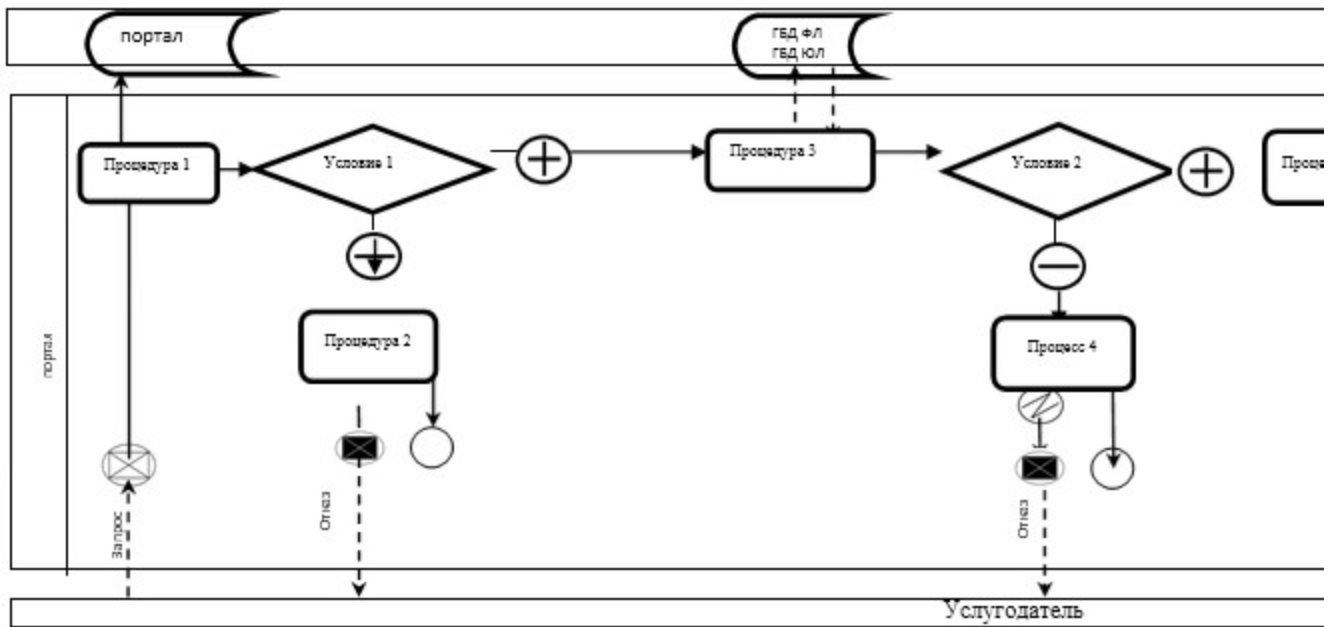 портал
ГБД ФЛ
ГБД ЮЛ
Процедура 1
Условие 1
Процедура 3
Условие 2
Проце
Процедура 2
Процесс 4
портал
Запрос
Отказ
Отказ
Услугодатель